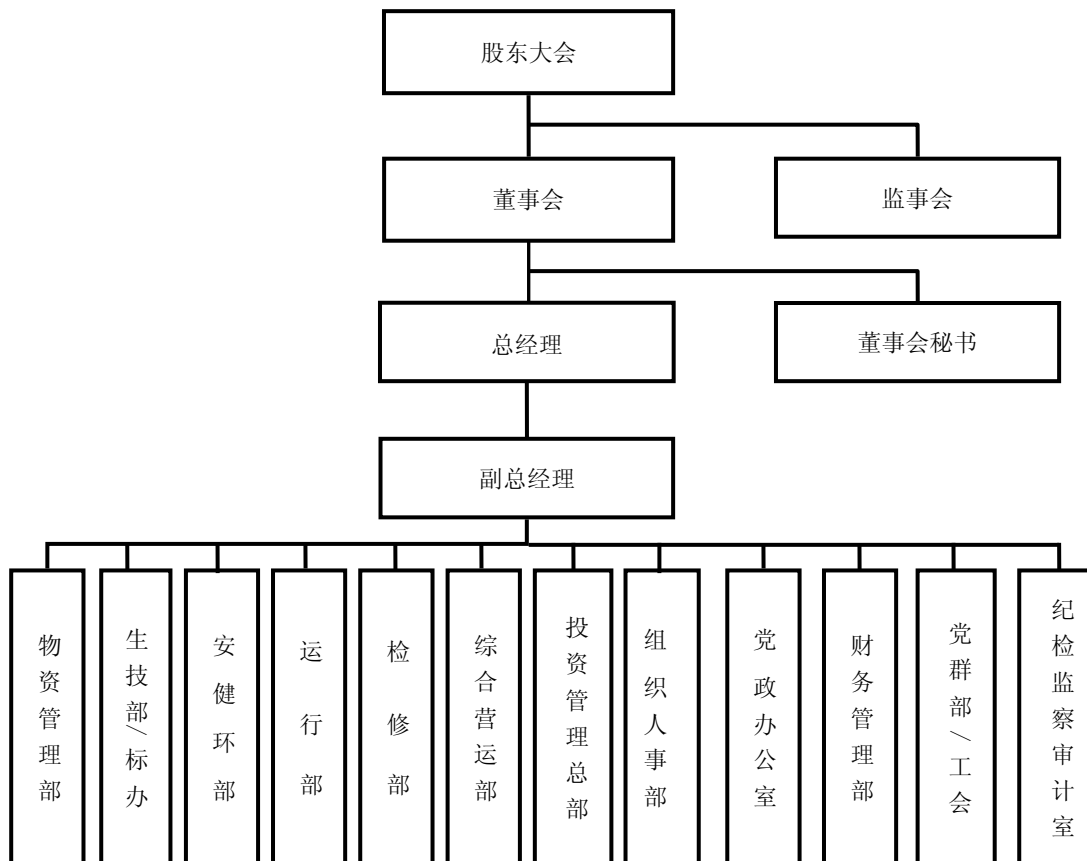 股东大会
董事会
监事会
总经理
董事会秘书
副总经理
物资管理部
生技部/标办
安健环部
运行部
检修部
综合营运部
投资管理总部
组织人事部
党政办公室
财务管理部
党群部/工会
纪检监察审计室